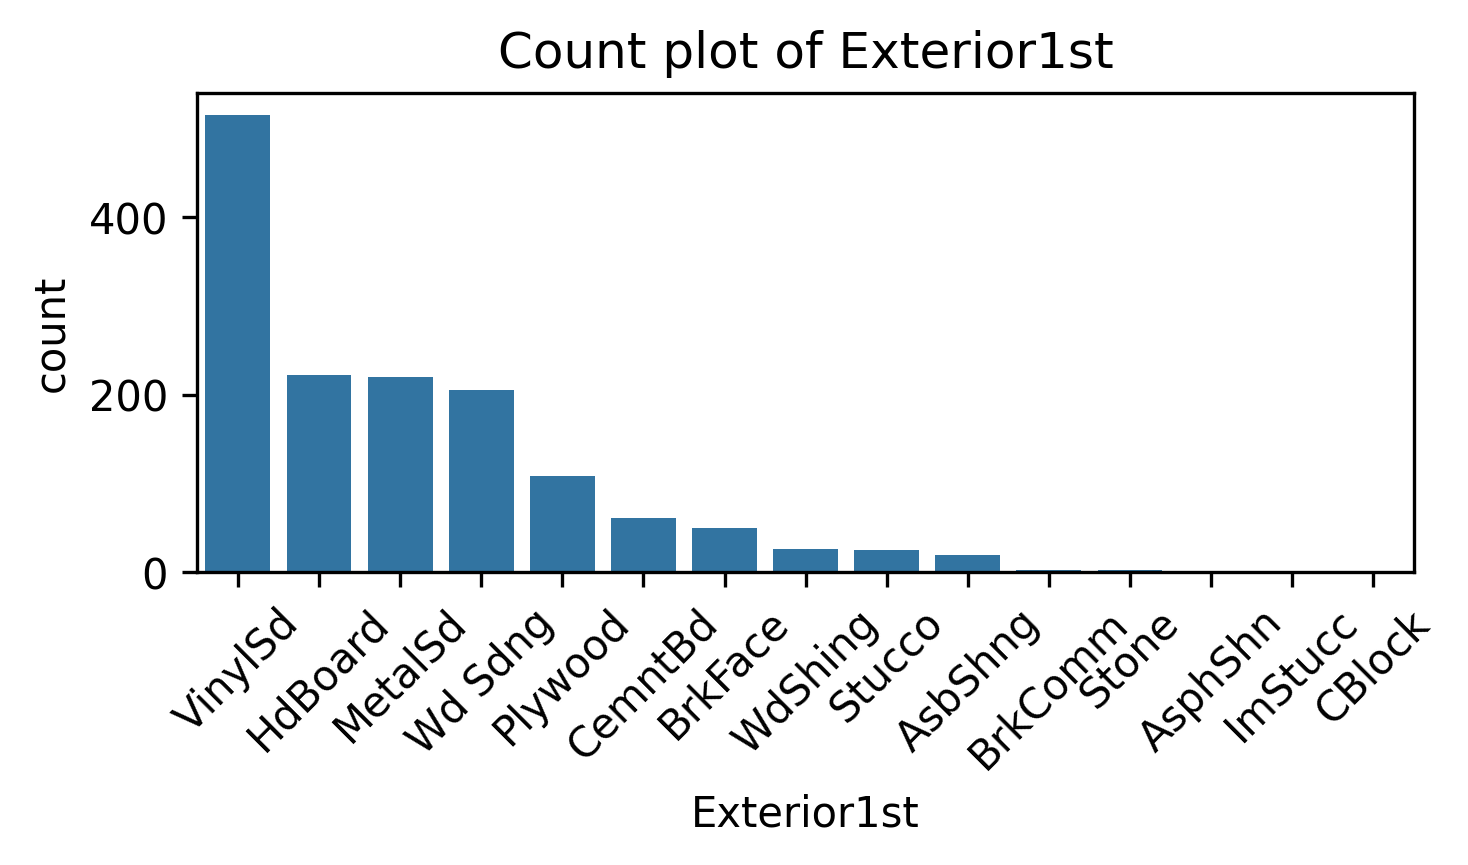 Count plot of Exterior1st
count
400
200
0
VinylSd
HdBoard
MetalSd
Wd Sdng
Plywood
CemntBd
BrkFace
WdShing
Stucco
AsbShng
BrkComm
Stone
AsphShn
ImStucc
CBlock
Exterior1st